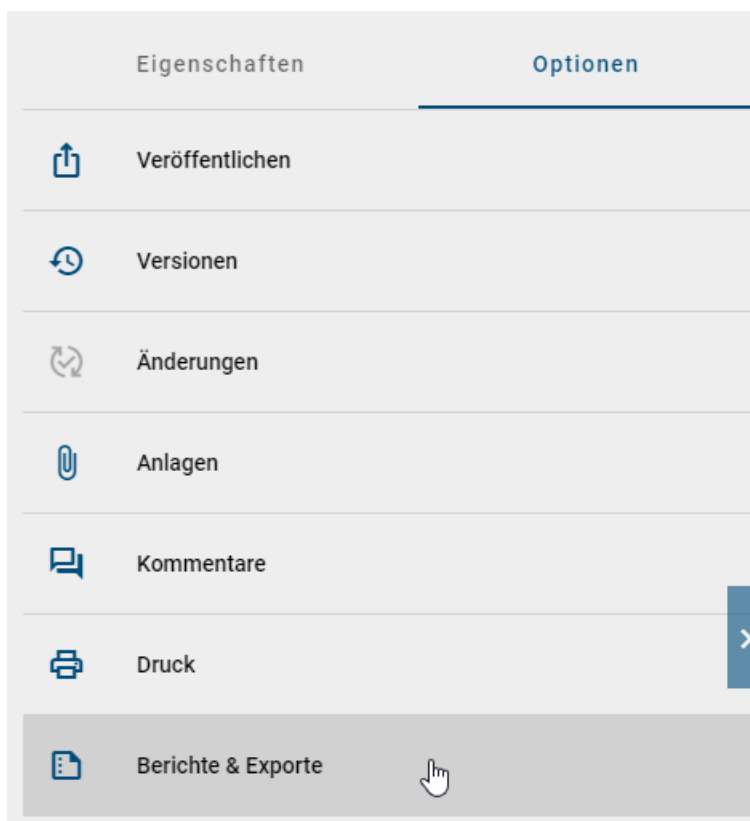 Eigenschaften Optionen
Veröffentlichen
Versionen
Änderungen
Anlagen
Kommentare
Druck
Berichte & Exporte